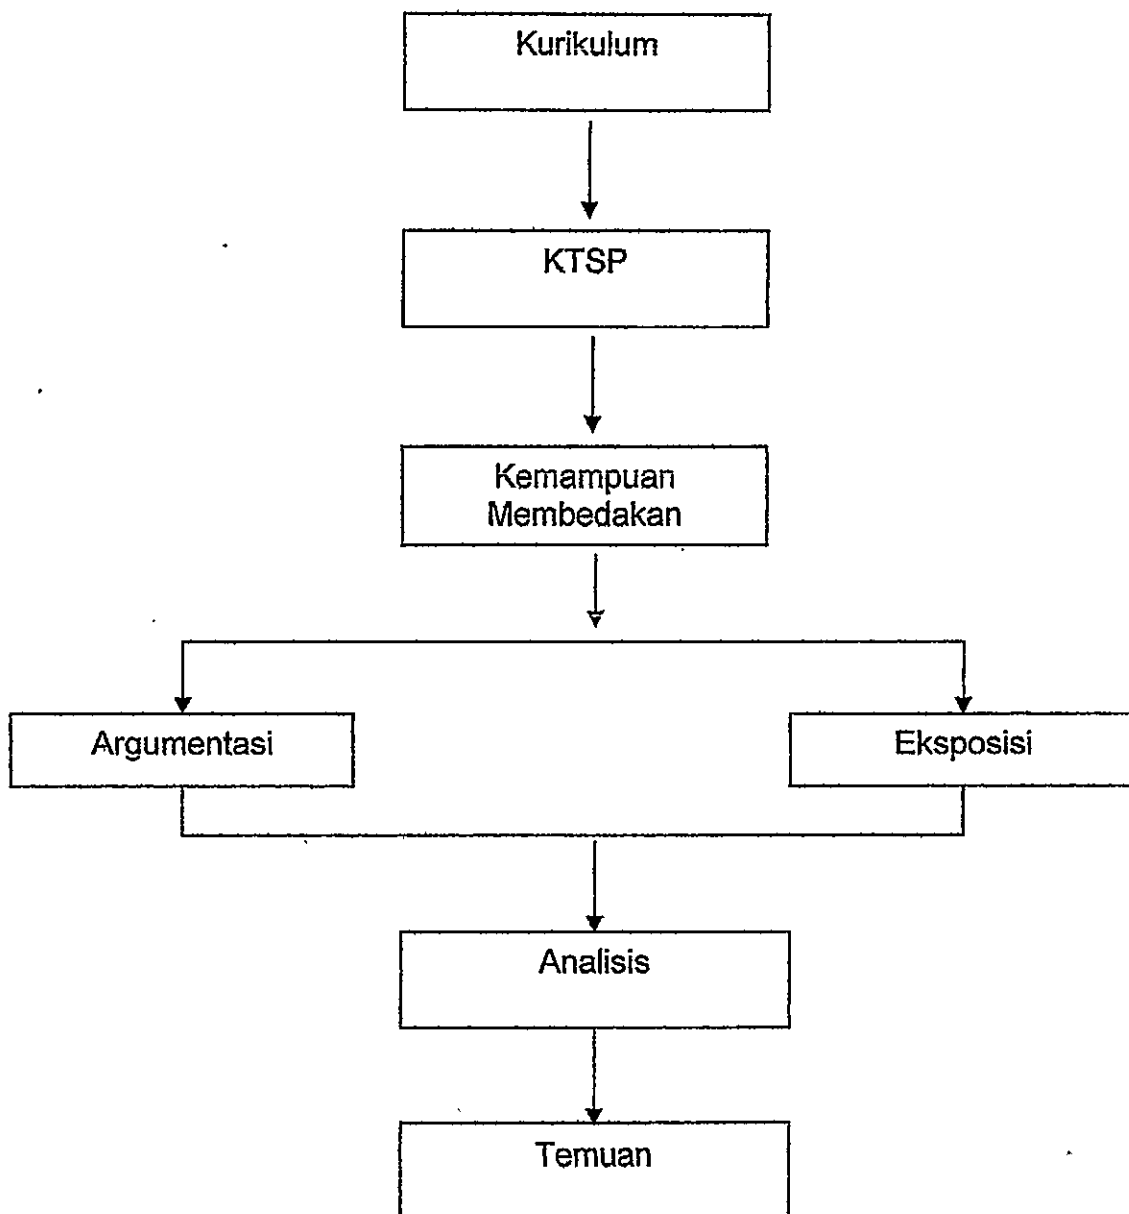 Kurikulum
KTSP
Kemampuan
Membedakan
Argumentasi
Eksposisi
Analisis
Temuan